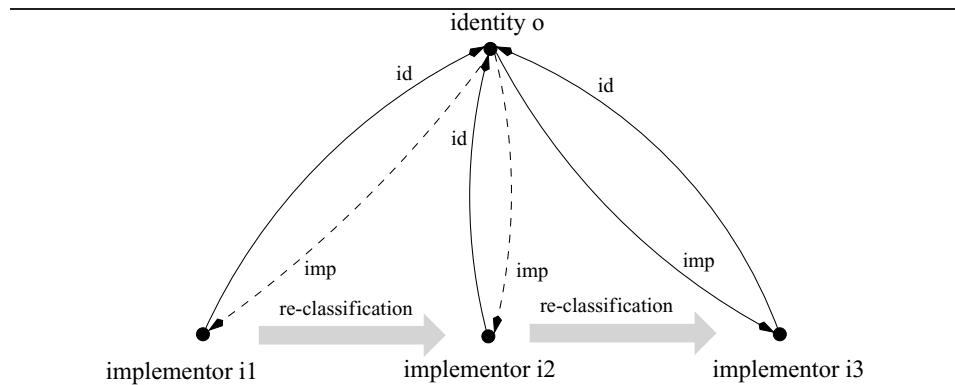 identity o
id
id
id
imp
imp
imp
re-classification
re-classification
implementor i1
implementor i2
implementor i3